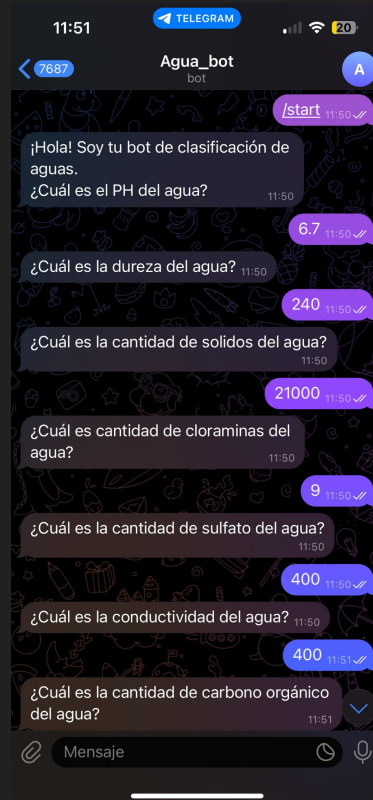 11:51
TELEGRAM
20
7687
Agua_bot
bot
A
/start 11:50
¡Hola! Soy tu bot de clasificación de
aguas.
¿Cuál es el PH del agua? 11:50
6.7 11:50
¿Cuál es la dureza del agua? 11:50
240 11:50
¿Cuál es la cantidad de solidos del agua?
11:50
21000 11:50
¿Cuál es cantidad de cloraminas del
agua? 11:50
9 11:50
¿Cuál es la cantidad de sulfato del agua?
11:50
400 11:50
¿Cuál es la conductividad del agua? 11:50
400 11:51
¿Cuál es la cantidad de carbono orgánico
del agua? 11:51
Mensaje